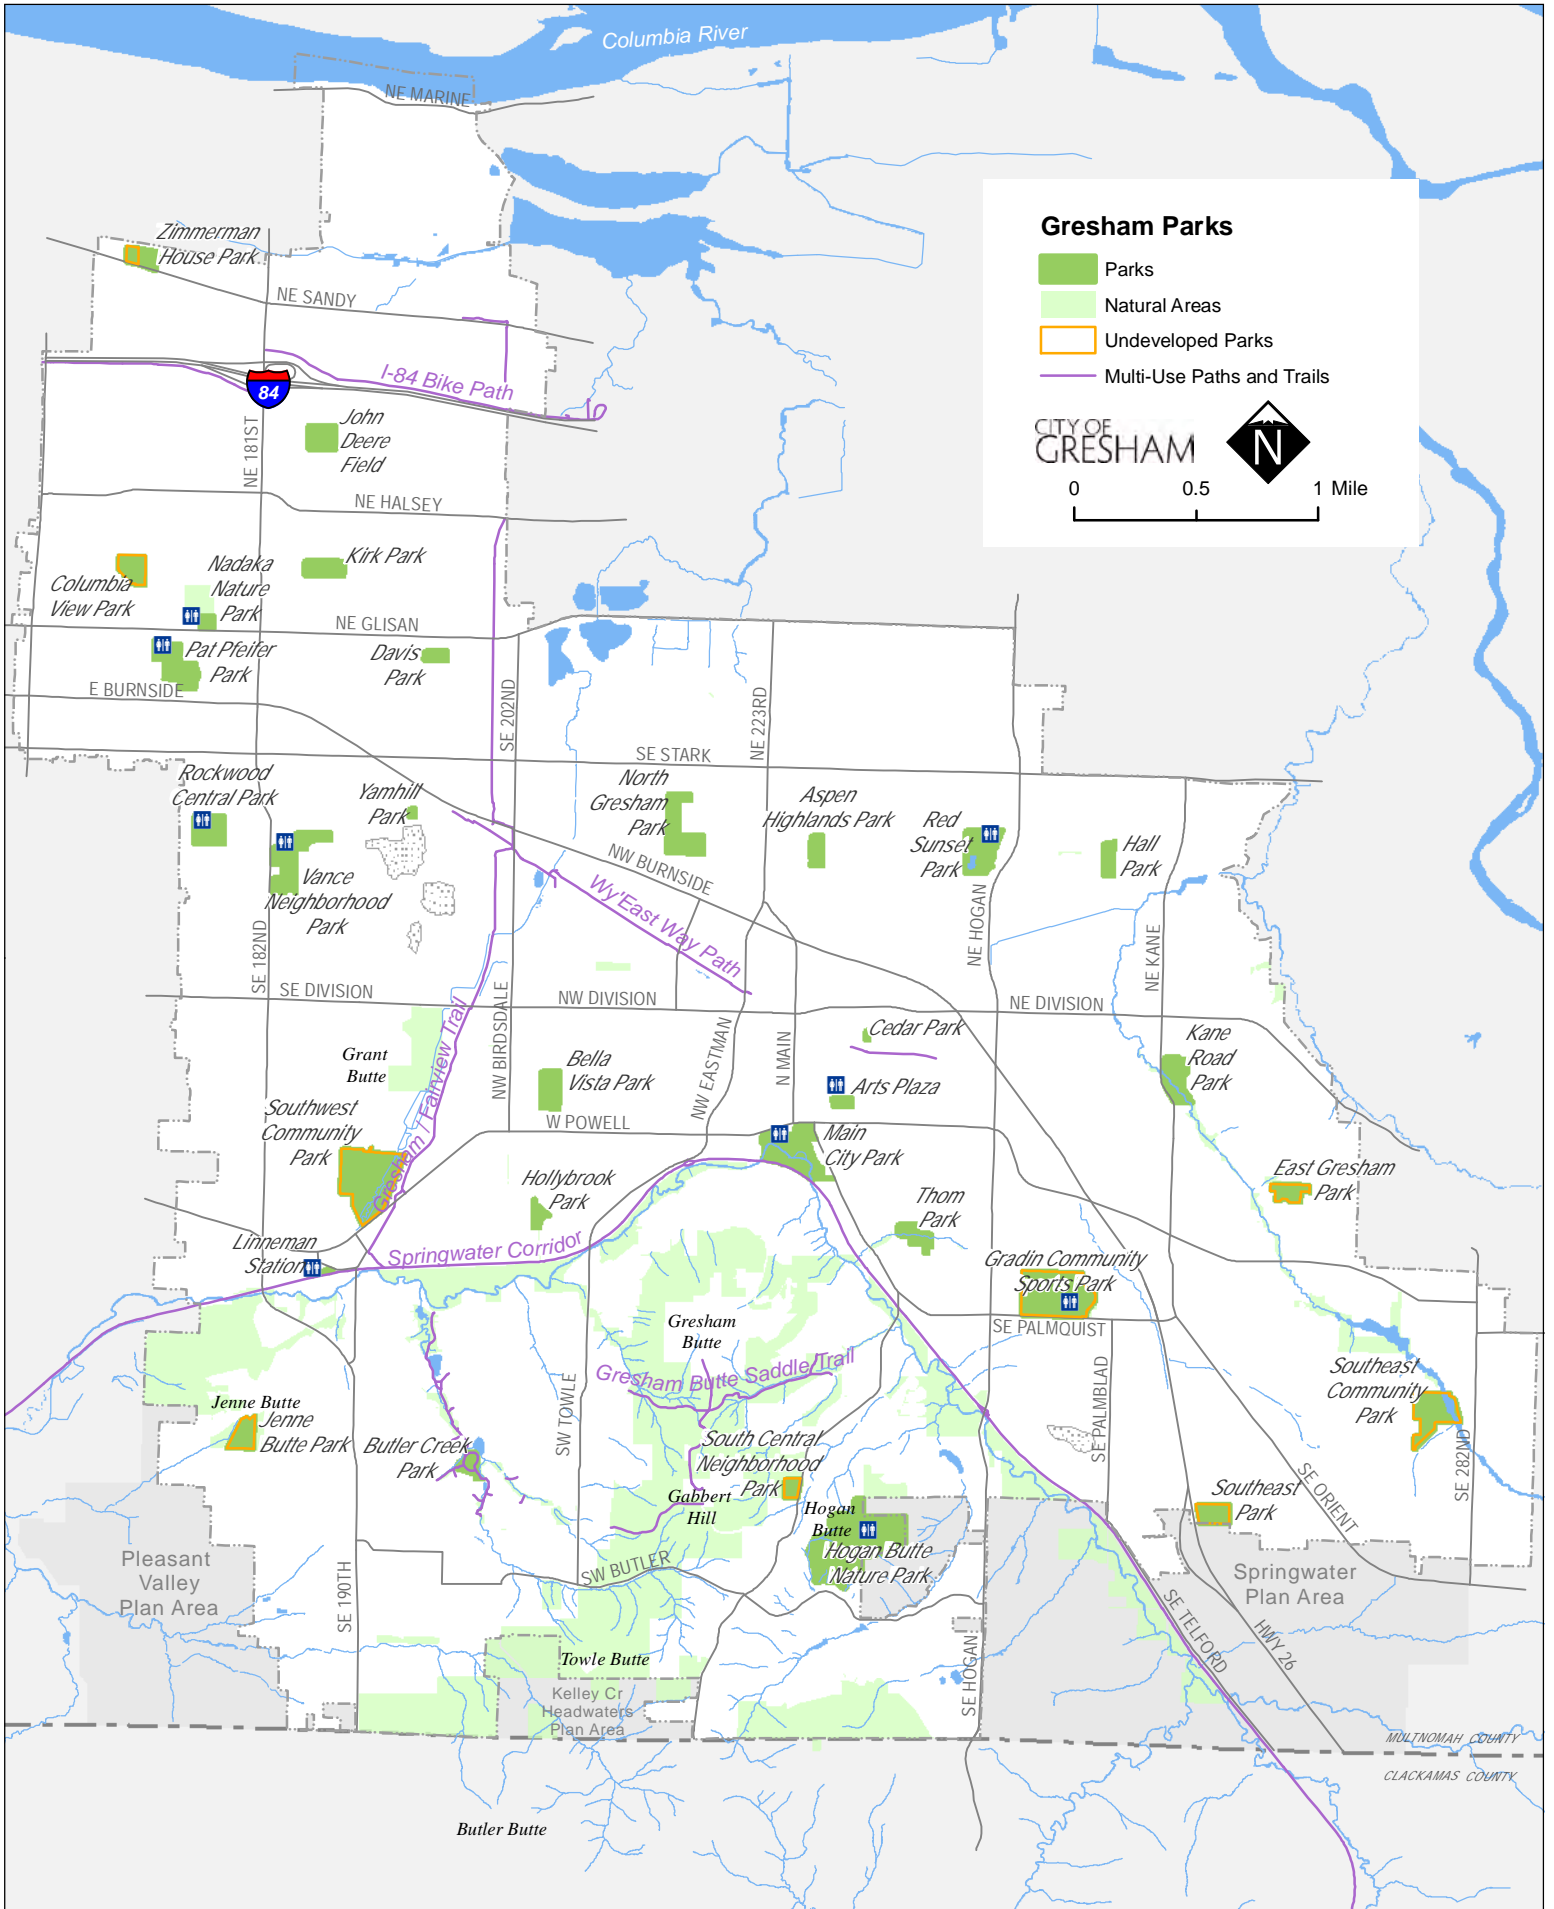 Columbia River
NE MARINE
Zimmerman
House Park
NE SANDY
I-84 Bike Path
84
NE 181ST
John
Deere
Field
NE HALSEY
Gresham Parks
Parks
Natural Areas
Undeveloped Parks
Multi-Use Paths and Trails
CITY OF
GRESHAM
N
0 0.5 1 Mile
Columbia
View Park
Nadaka
Nature
Park
Kirk Park
NE GLISAN
Pat Pfeifer
Park
Davis
Park
E BURNSIDE
SE 202ND
NE 223RD
SE STARK
Rockwood
Central Park
Yamhill
Park
North
Gresham
Park
Aspen
Highlands Park
Red
Sunset
Park
Hall
Park
Vance
Neighborhood
Park
NW BURNSIDE
Wy'East Way Path
SE 182ND
NE HOGAN
NE KANE
SE DIVISION
NW DIVISION
NE DIVISION
Gresham / Fairview Trail
NW BIRDSDALE
NW EASTMAN
N MAIN
Cedar Park
Grant
Butte
Bella
Vista Park
Arts Plaza
Kane
Road
Park
Southwest
Community
Park
W POWELL
Main
City Park
Hollybrook
Park
Thom
Park
East Gresham
Park
Linneman
Station
Springwater Corridor
Gradin Community
Sports Park
SE PALMQUIST
Gresham
Butte
Gresham Butte Saddle Trail
SW TOWLE
SE PALMBLAD
Southeast
Community
Park
Jenne Butte
Jenne
Butte Park
Butler Creek
Park
South Central
Neighborhood
Park
Gabbert
Hill
Hogan
Butte
Hogan Butte
Nature Park
Southeast
Park
SE ORIENT
SE 282ND
Pleasant
Valley
Plan Area
SE 190TH
SW BUTLER
Springwater
Plan Area
SE TELFORD
HWY 26
SE HOGAN
Towle Butte
Kelley Cr
Headwaters
Plan Area
MULTNOMAH COUNTY
CLACKAMAS COUNTY
Butler Butte